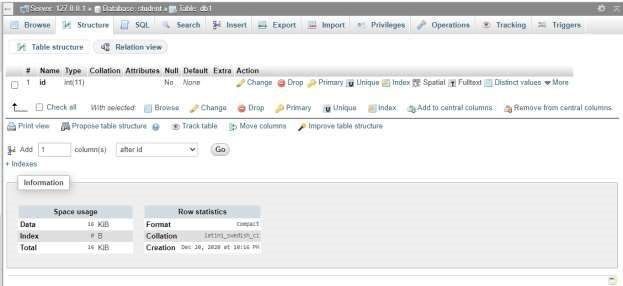 Server: 127.0.0.1 » Database: student » Table: db1
Browse Structure SQL Search Insert Export Import Privileges Operations Tracking Triggers
Table structure Relation view
# Name Type Collation Attributes Null Default Extra Action
1 id int(11) No None Change Drop Primary Unique Index Spatial Fulltext Distinct values More
Check all With selected: Browse Change Drop Primary Unique Index Add to central columns Remove from central columns
Print view Propose table structure Track table Move columns Improve table structure
Add 1 column(s) after id Go
+ Indexes
Information
Space usage
Data 16 KiB
Index 0 B
Total 16 KiB
Row statistics
Format Compact
Collation latin1_swedish_ci
Creation Dec 20, 2020 at 10:16 PM